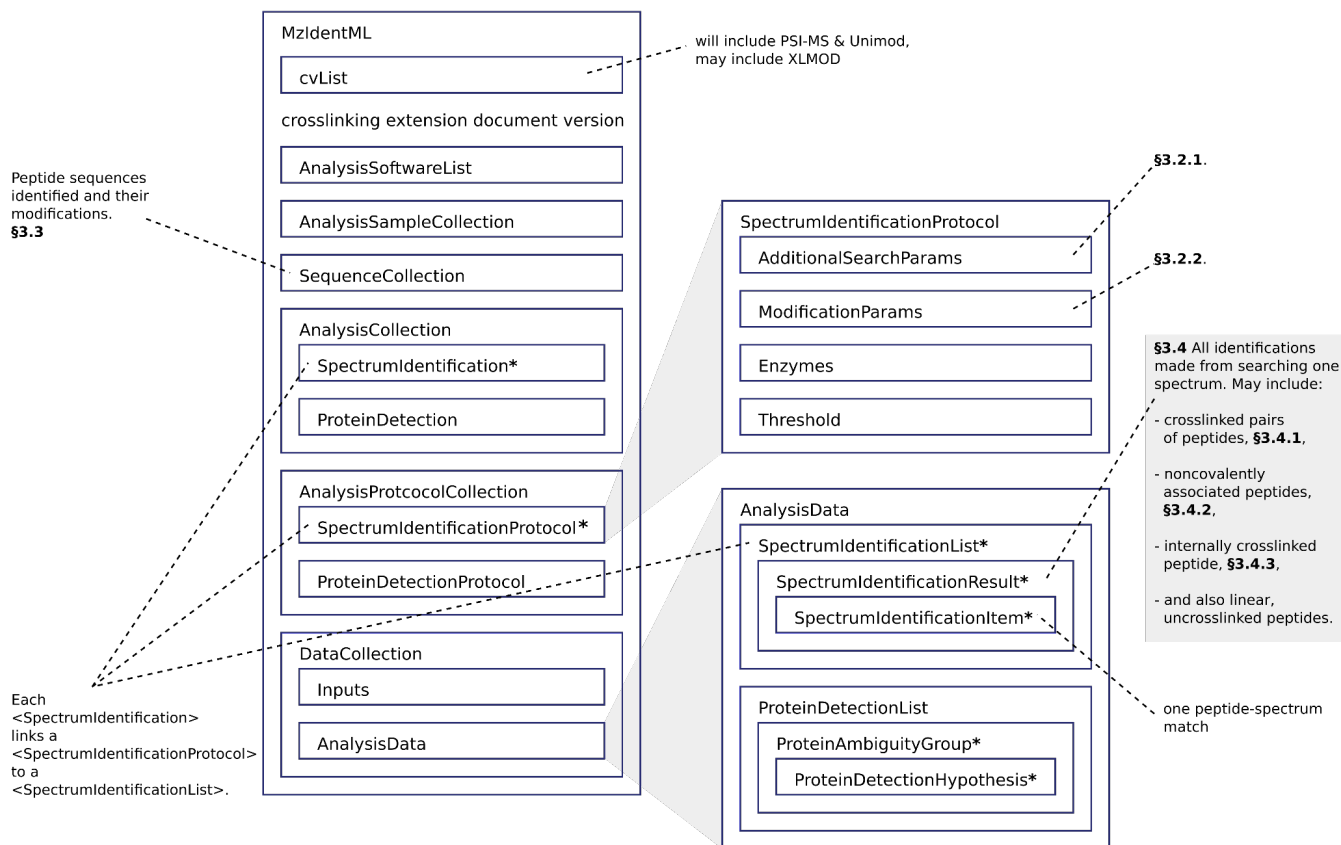 MzIdentML
cvList
crosslinking extension document version
AnalysisSoftwareList
AnalysisSampleCollection
SequenceCollection
AnalysisCollection
SpectrumIdentification*
ProteinDetection
AnalysisProtcocolCollection
SpectrumIdentificationProtocol*
ProteinDetectionProtocol
DataCollection
Inputs
AnalysisData
will include PSI-MS & Unimod,
may include XLMOD
Peptide sequences
identified and their
modifications.
§3.3
Each
<SpectrumIdentification>
links a
<SpectrumIdentificationProtocol>
to a
<SpectrumIdentificationList>.
SpectrumIdentificationProtocol
AdditionalSearchParams
ModificationParams
Enzymes
Threshold
§3.2.1.
§3.2.2.
AnalysisData
SpectrumIdentificationList*
SpectrumIdentificationResult*
SpectrumIdentificationItem*
ProteinDetectionList
ProteinAmbiguityGroup*
ProteinDetectionHypothesis*
§3.4 All identifications
made from searching one
spectrum. May include:
- crosslinked pairs
of peptides, §3.4.1,
- noncovalently
associated peptides,
§3.4.2,
- internally crosslinked
peptide, §3.4.3,
- and also linear,
uncrosslinked peptides.
one peptide-spectrum
match